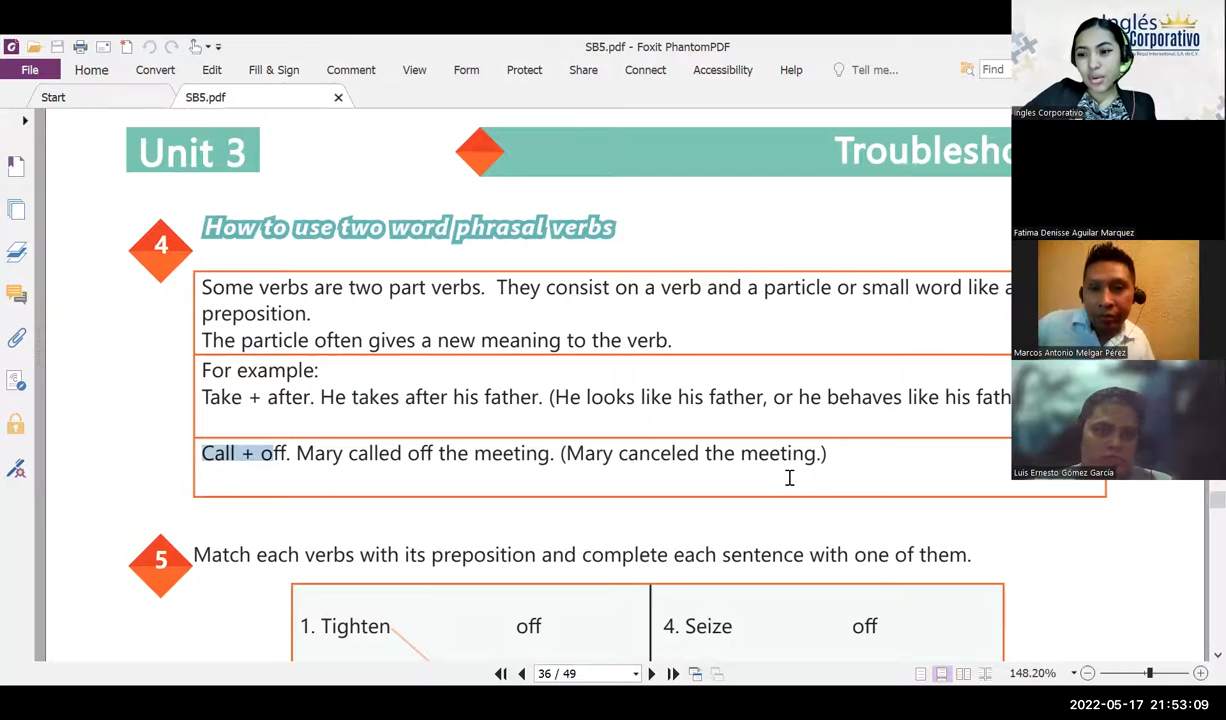 SB5.pdf - Foxit PhantomPDF
File Home Convert Edit Fill & Sign Comment View Form Protect Share Connect Accessibility Help Tell me... Find
Start SB5.pdf
Inglés
Corporativo
Ingles Corporativo
Unit 3
Fatima Denisse Aguilar Marquez
How to use two word phrasal verbs
4
Some verbs are two part verbs. They consist on a verb and a particle or small word like a
preposition.
The particle often gives a new meaning to the verb.
Marcos Antonio Melgar Pérez
For example:
Take + after. He takes after his father. (He looks like his father, or he behaves like his
Call + off. Mary called off the meeting. (Mary canceled the meeting.)
Luis Ernesto Gómez García
5
Match each verbs with its preposition and complete each sentence with one of them.
1. Tighten off 4. Seize off
36 / 49 148.20%
2022-05-17 21:53:09